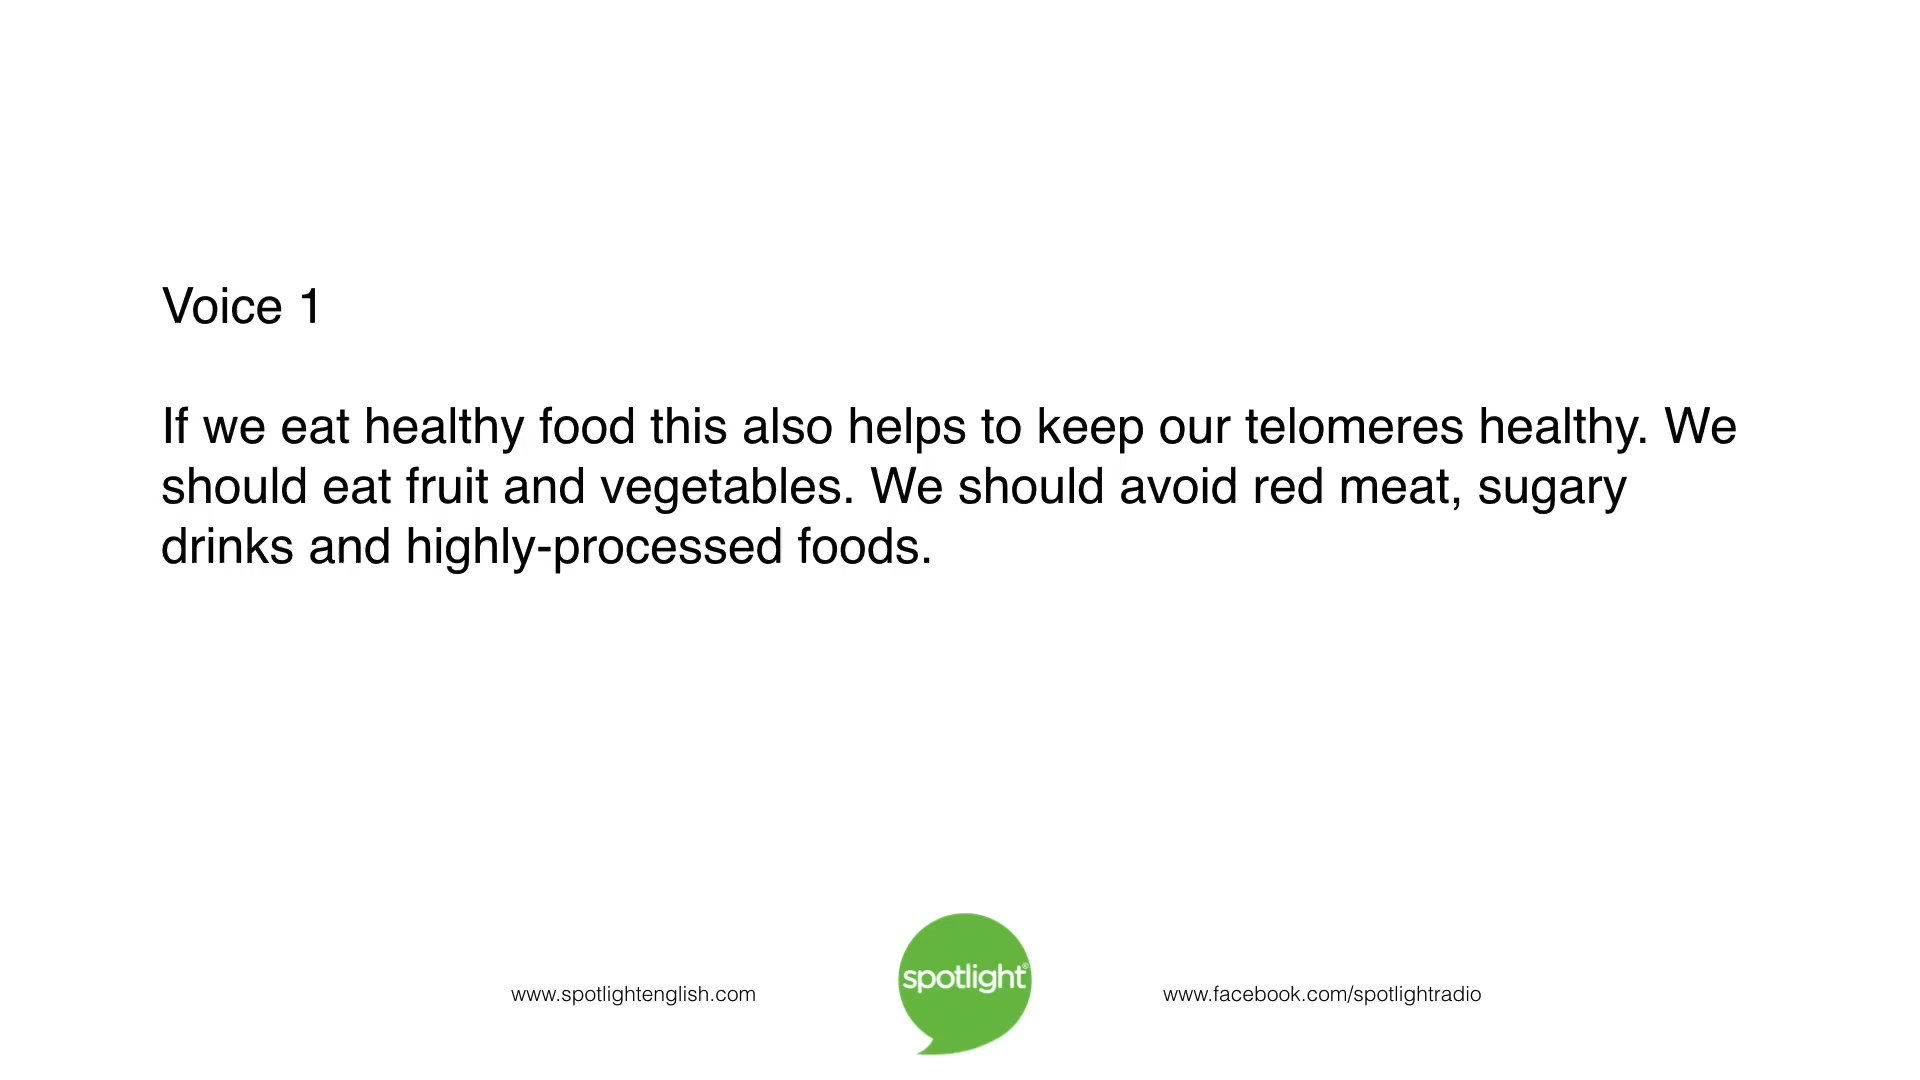 Voice 1
If we eat healthy food this also helps to keep our telomeres healthy. We
should eat fruit and vegetables. We should avoid red meat, sugary
drinks and highly-processed foods.
www.spotlightenglish.com
spotlight®
www.facebook.com/spotlightradio